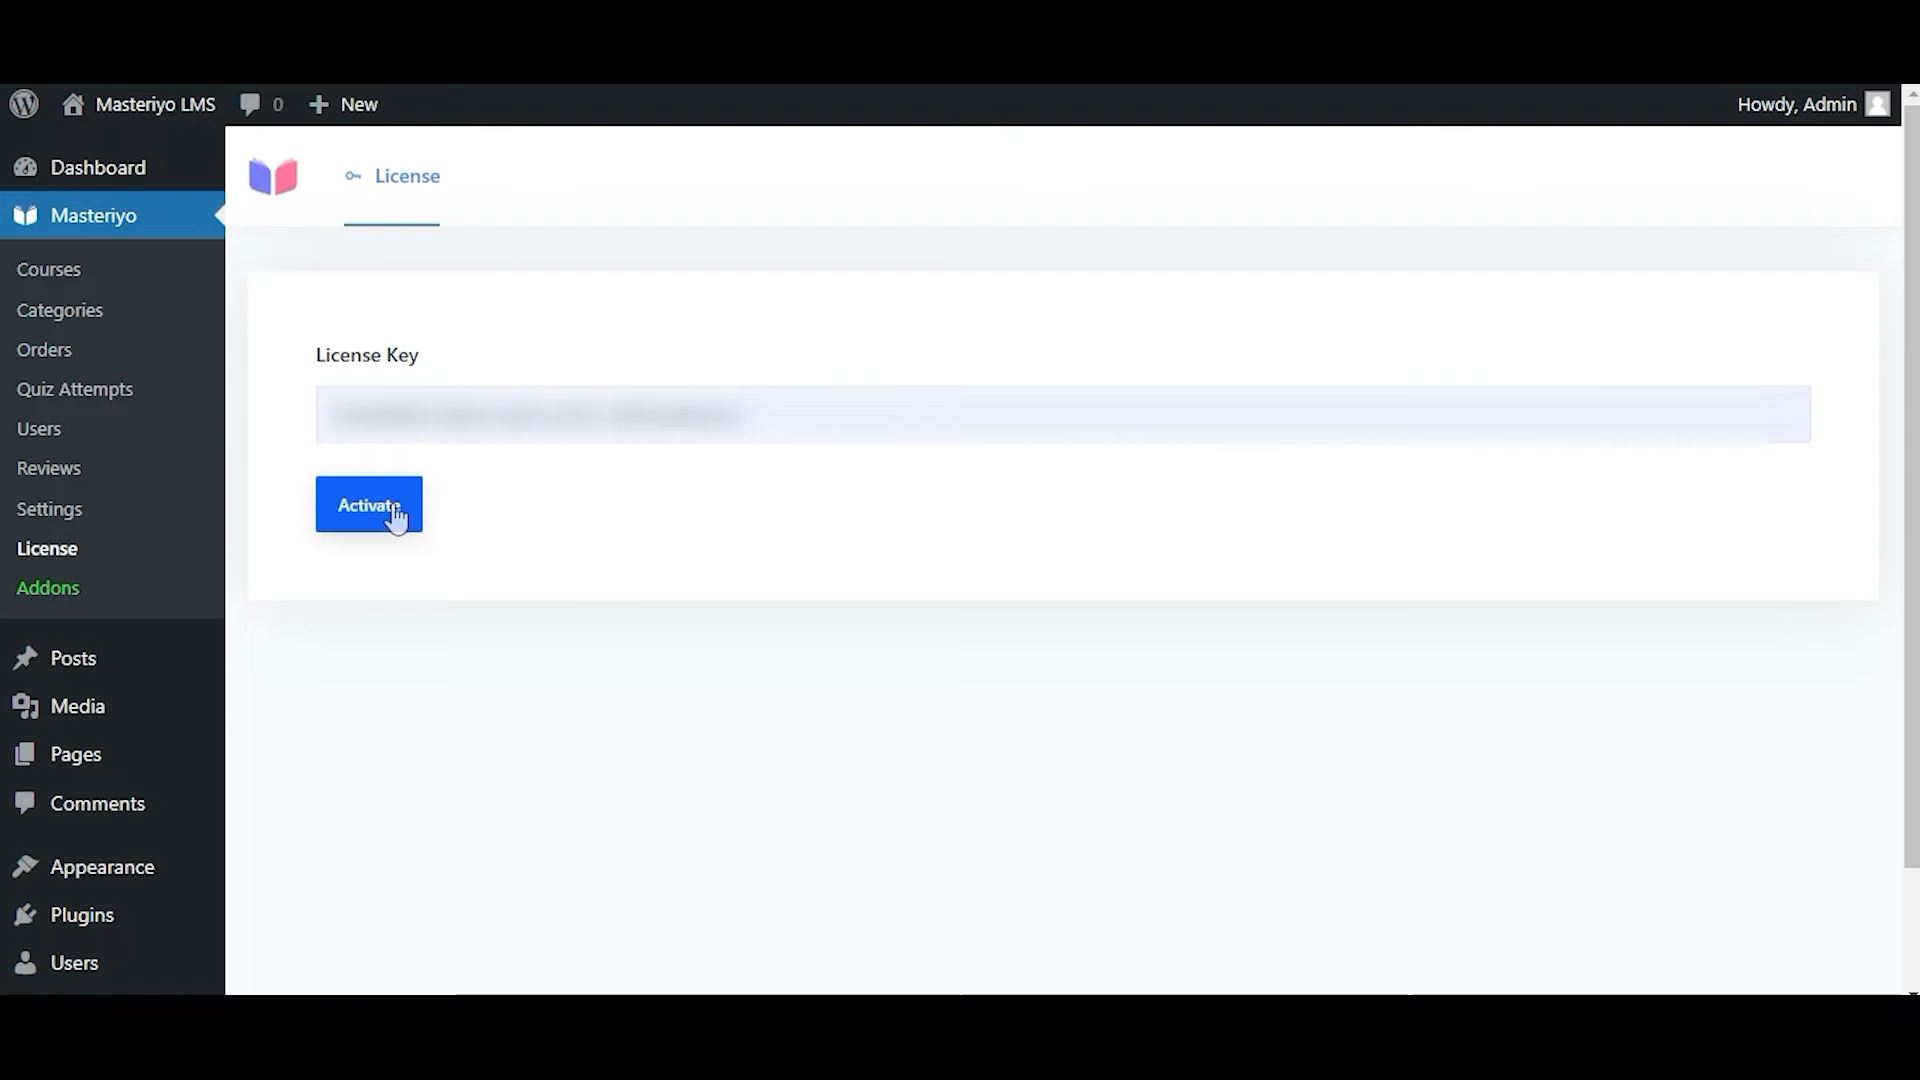 Masteriyo LMS 0 New Howdy, Admin
Dashboard
Masteriyo
Courses
Categories
Orders
Quiz Attempts
Users
Reviews
Settings
License
Addons
Posts
Media
Pages
Comments
Appearance
Plugins
Users
License
License Key
Activate